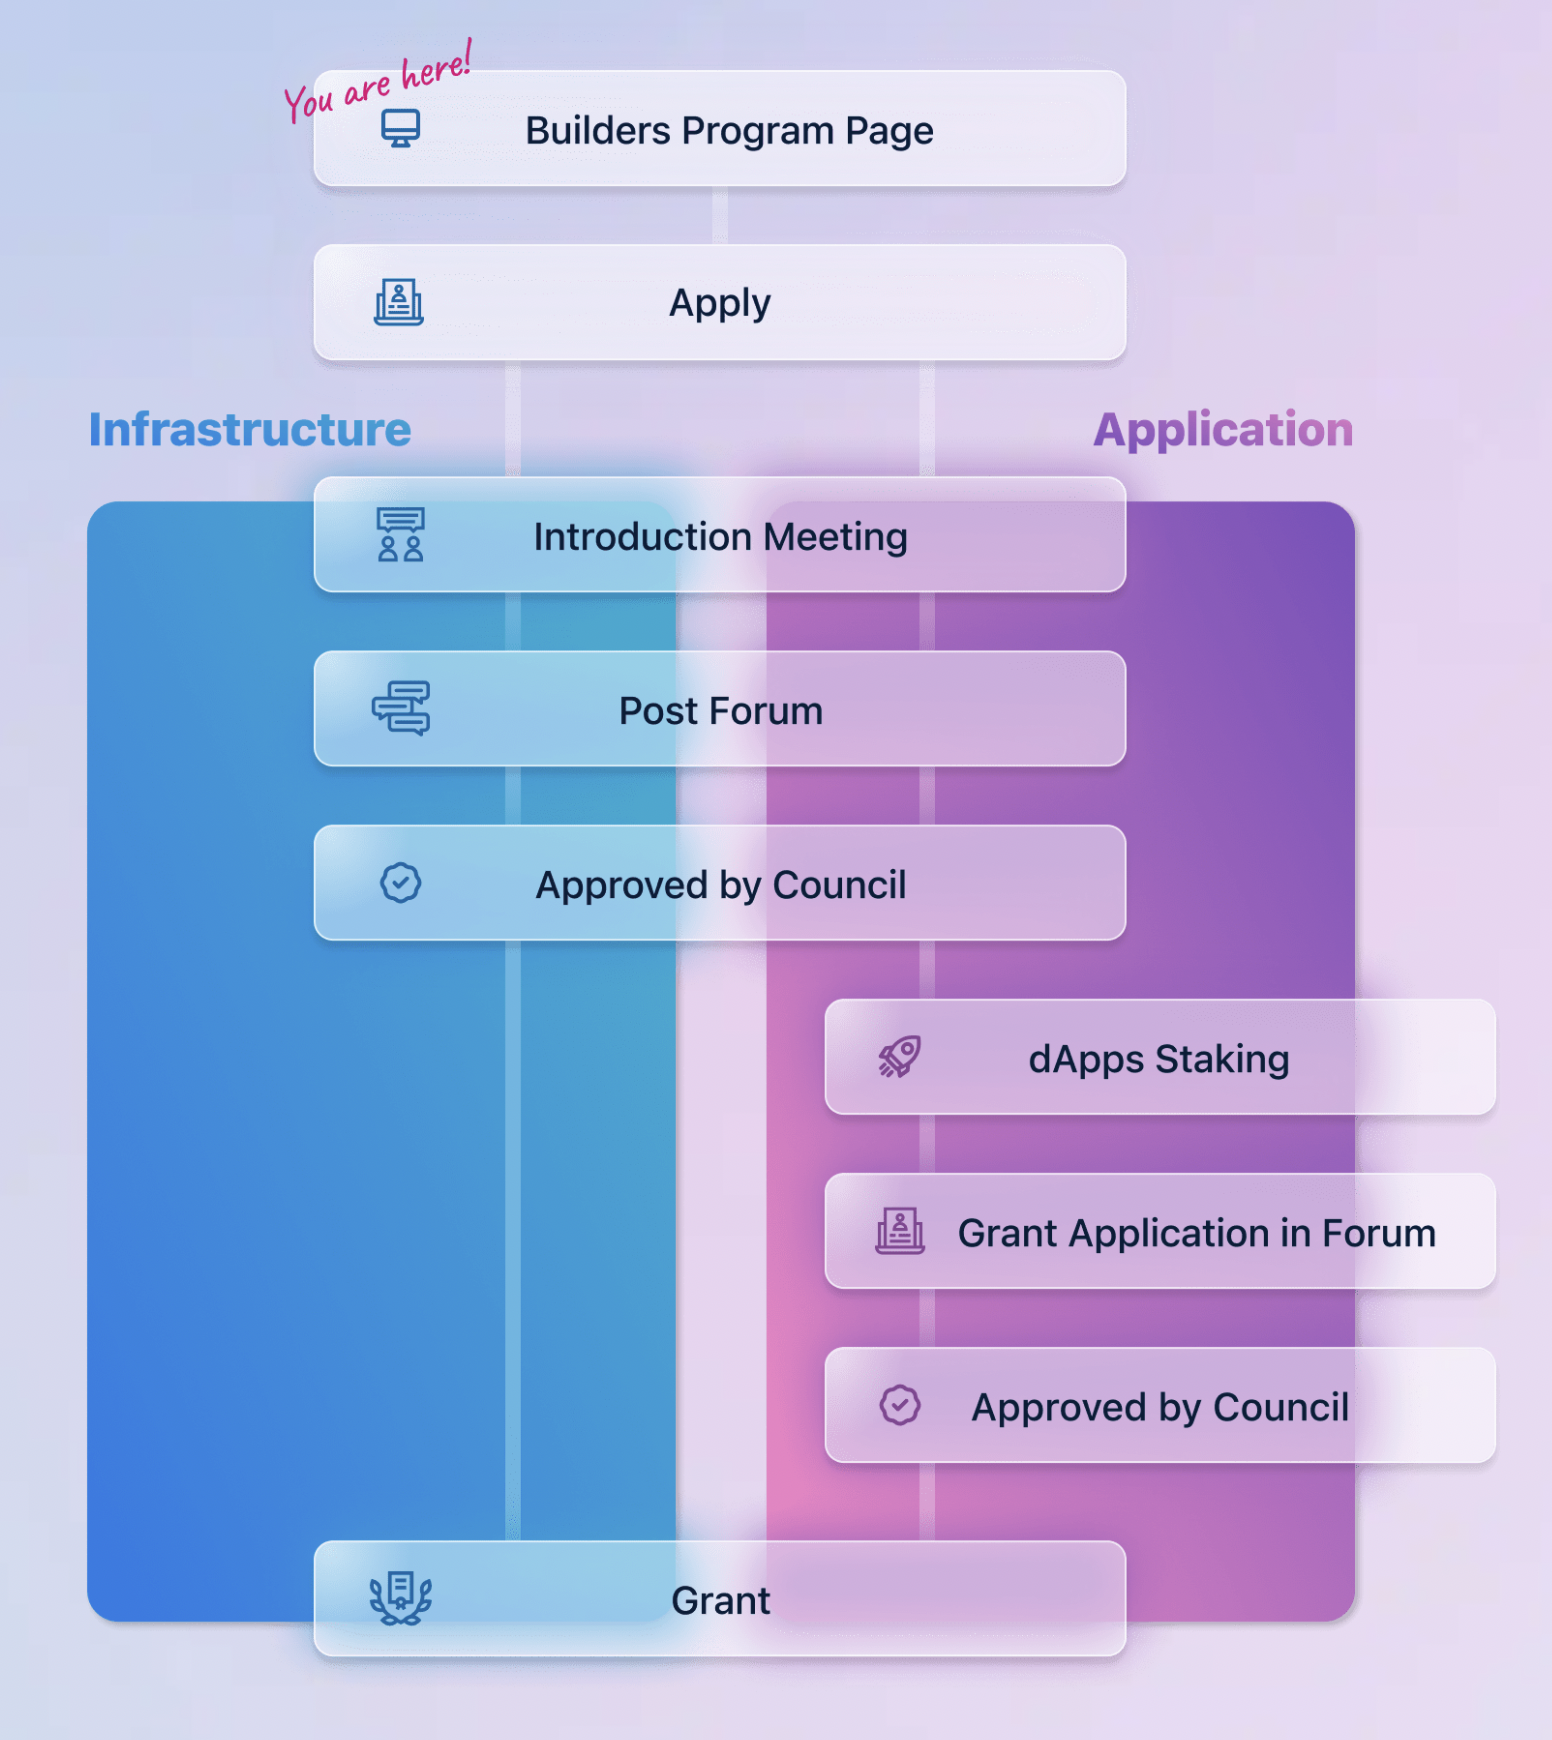 You are here!
Builders Program Page
Apply
Infrastructure
Application
Introduction Meeting
Post Forum
Approved by Council
dApps Staking
Grant Application in Forum
Approved by Council
Grant